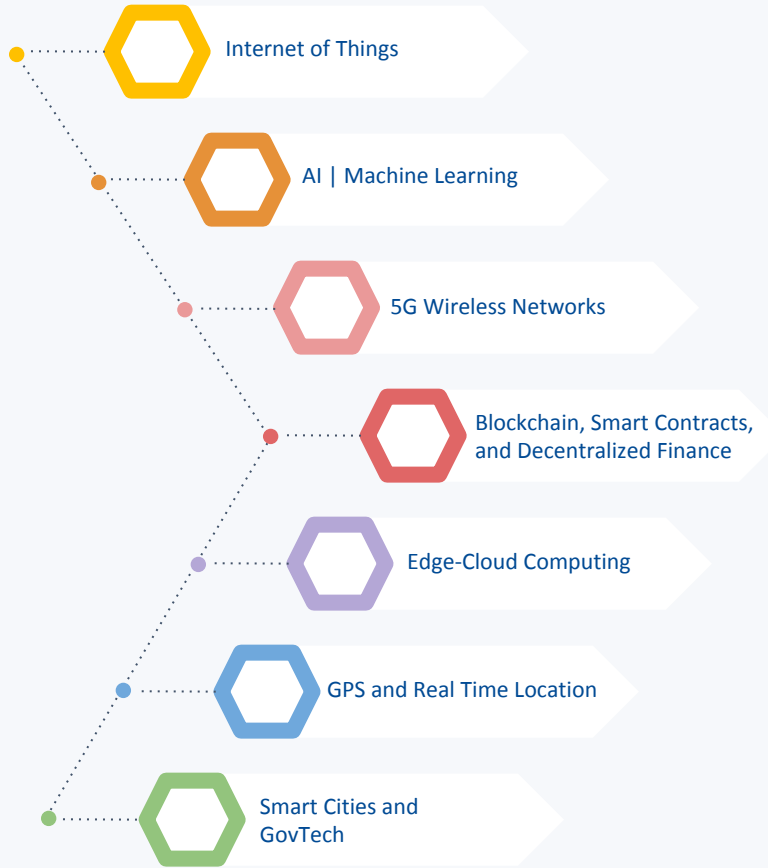 Internet of Things
AI | Machine Learning
5G Wireless Networks
Blockchain, Smart Contracts,
and Decentralized Finance
Edge-Cloud Computing
GPS and Real Time Location
Smart Cities and
GovTech